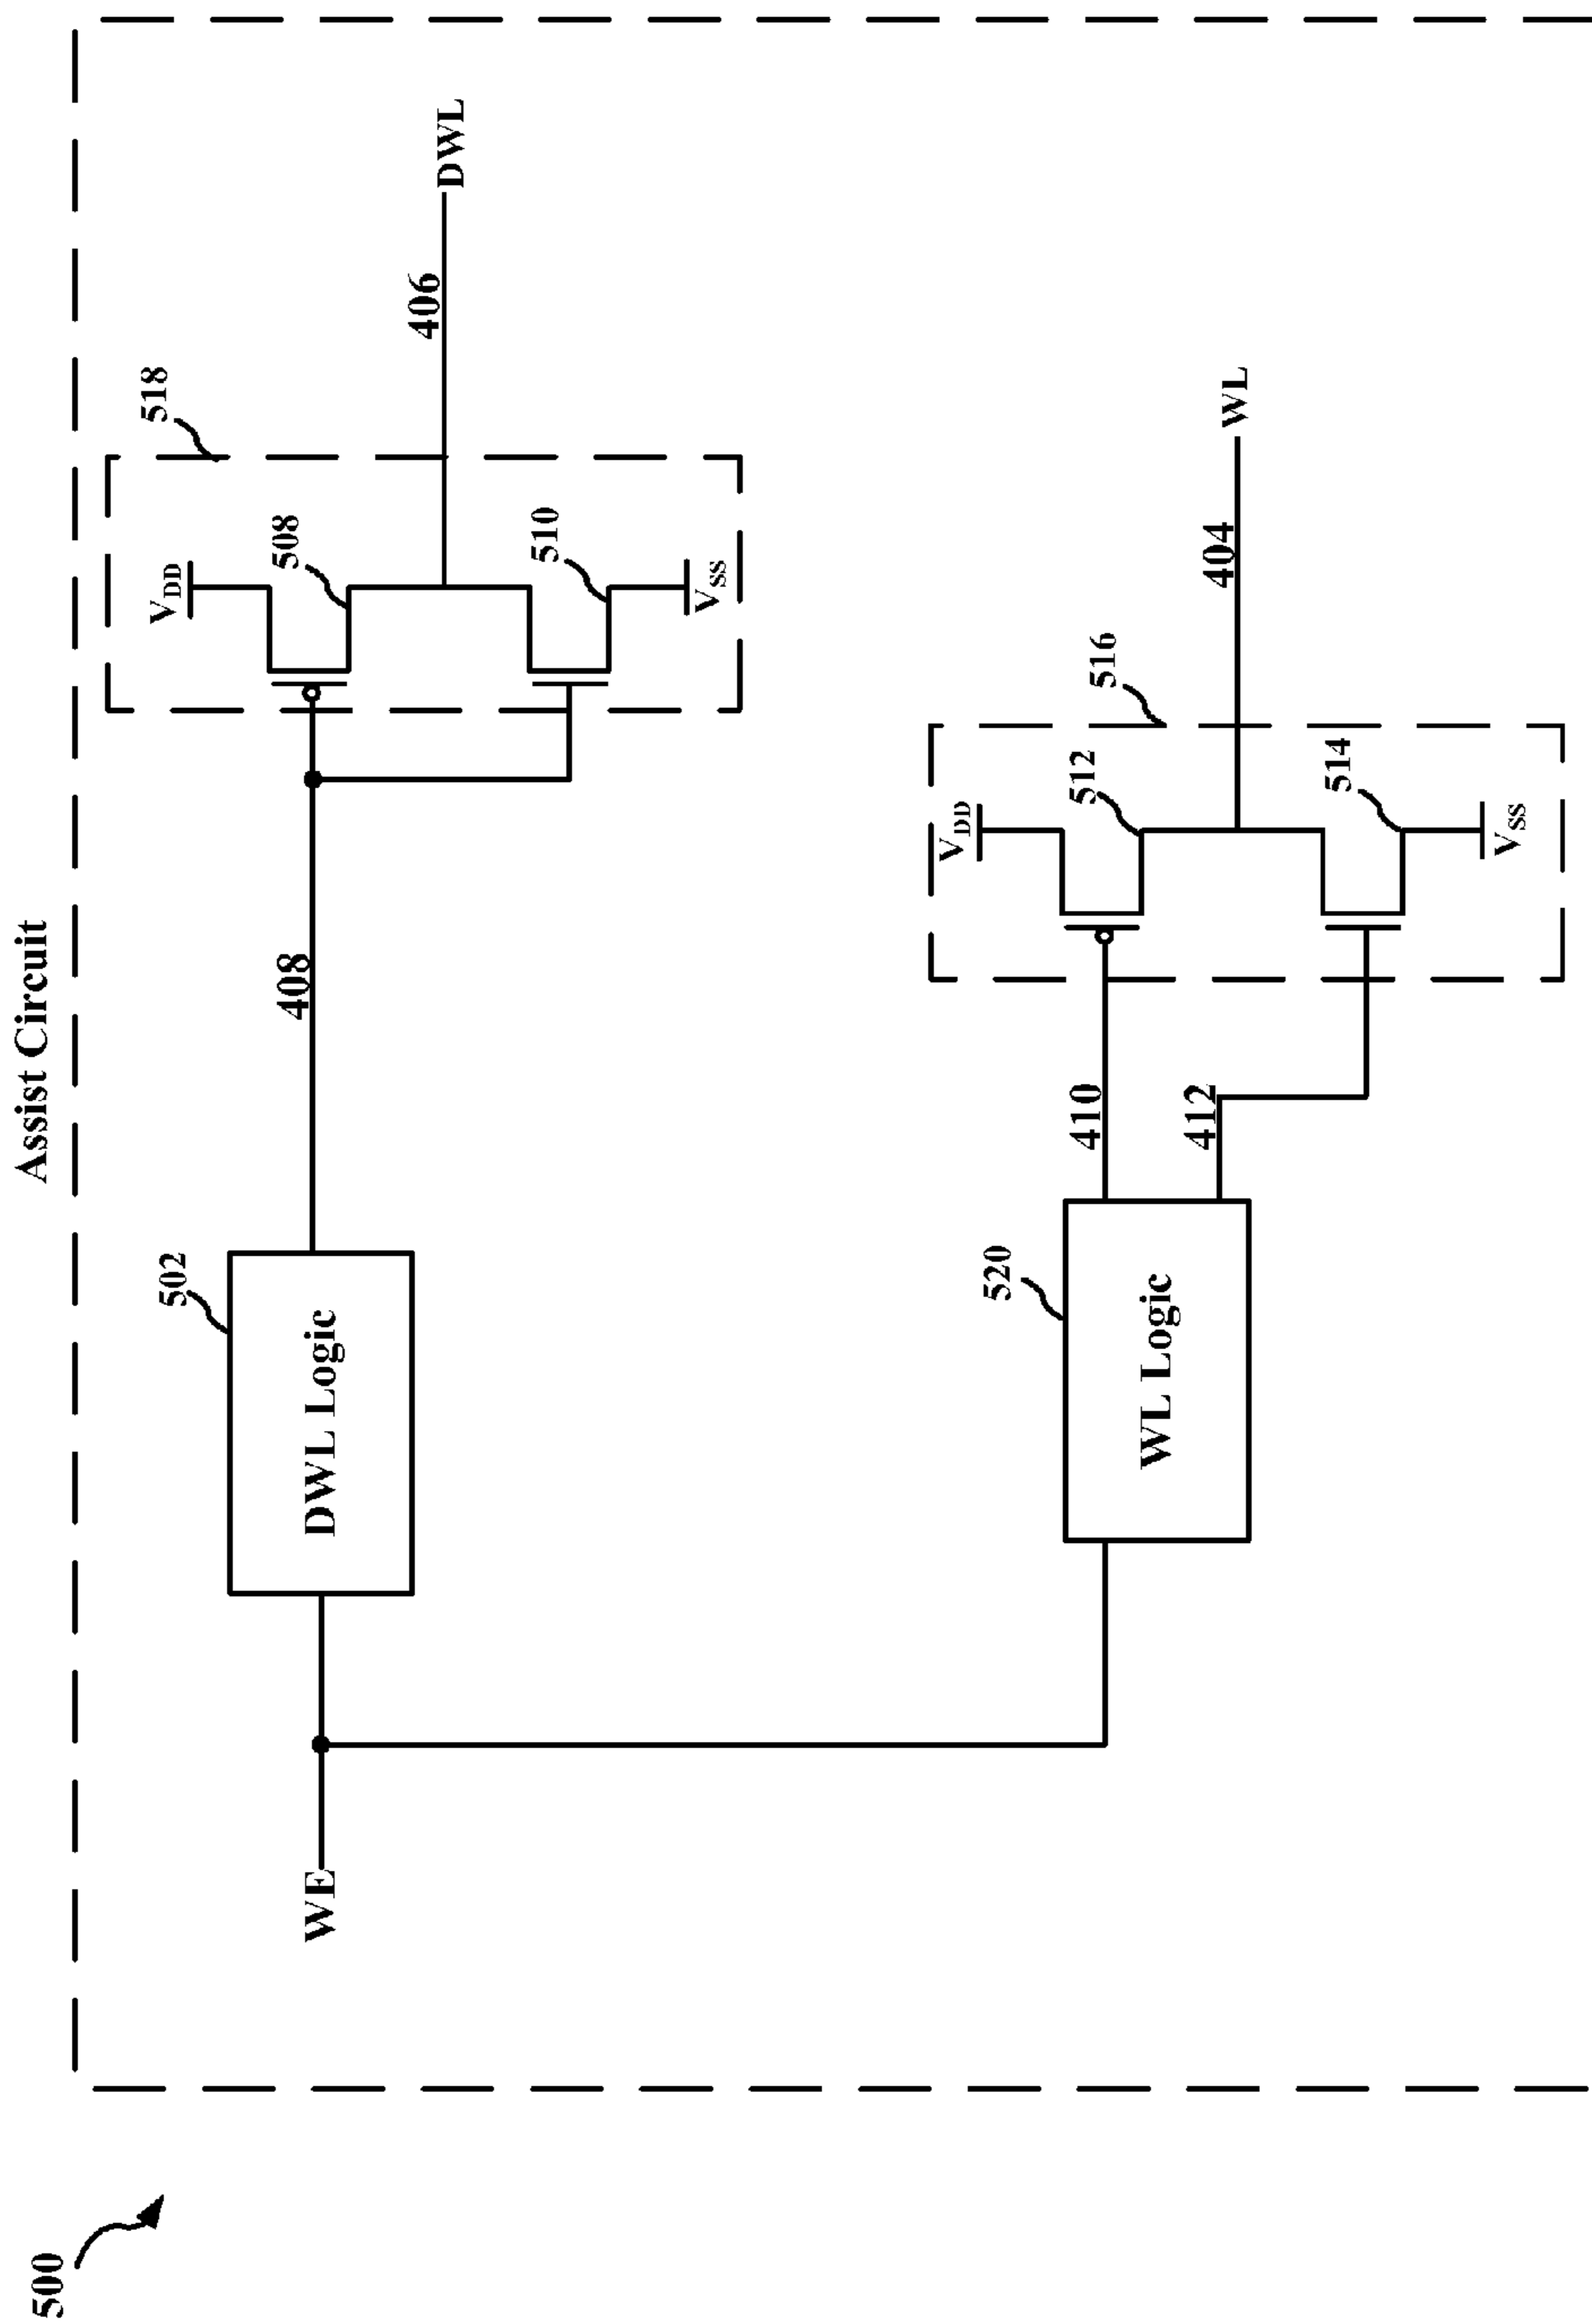 500
Assist Circuit
WE
502
DWL Logic
408
518
VDD
508
510
VSS
406
DWL
520
WL Logic
410
412
516
VDD
512
514
VSS
404
WL